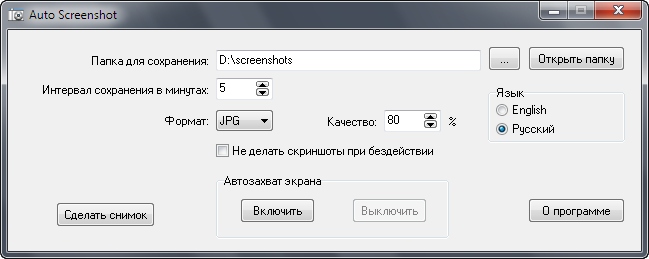 Auto Screenshot
Папка для сохранения: D:\screenshots ... Открыть папку
Интервал сохранения в минутах: 5
Язык
English
Формат: JPG Качество: 80 %
Русский
Не делать скриншоты при бездействии
Автозахват экрана
Сделать снимок Включить Выключить О программе